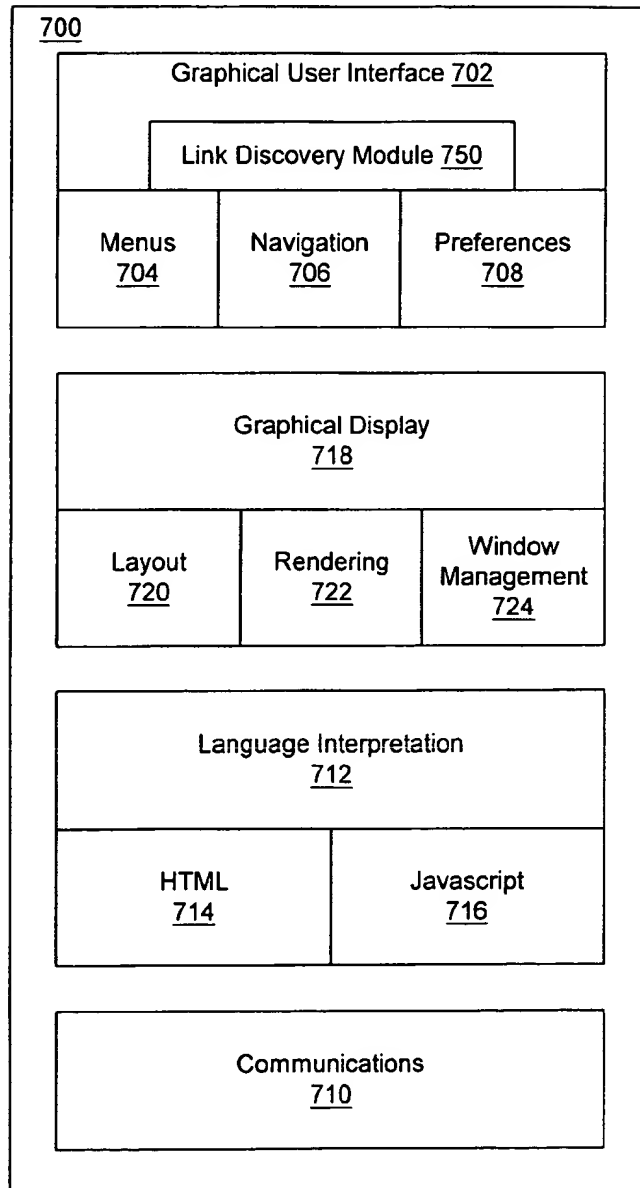 700
Graphical User Interface 702
Link Discovery Module 750
Menus
704
Navigation
706
Preferences
708
Graphical Display
718
Layout
720
Rendering
722
Window
Management
724
Language Interpretation
712
HTML
714
Javascript
716
Communications
710